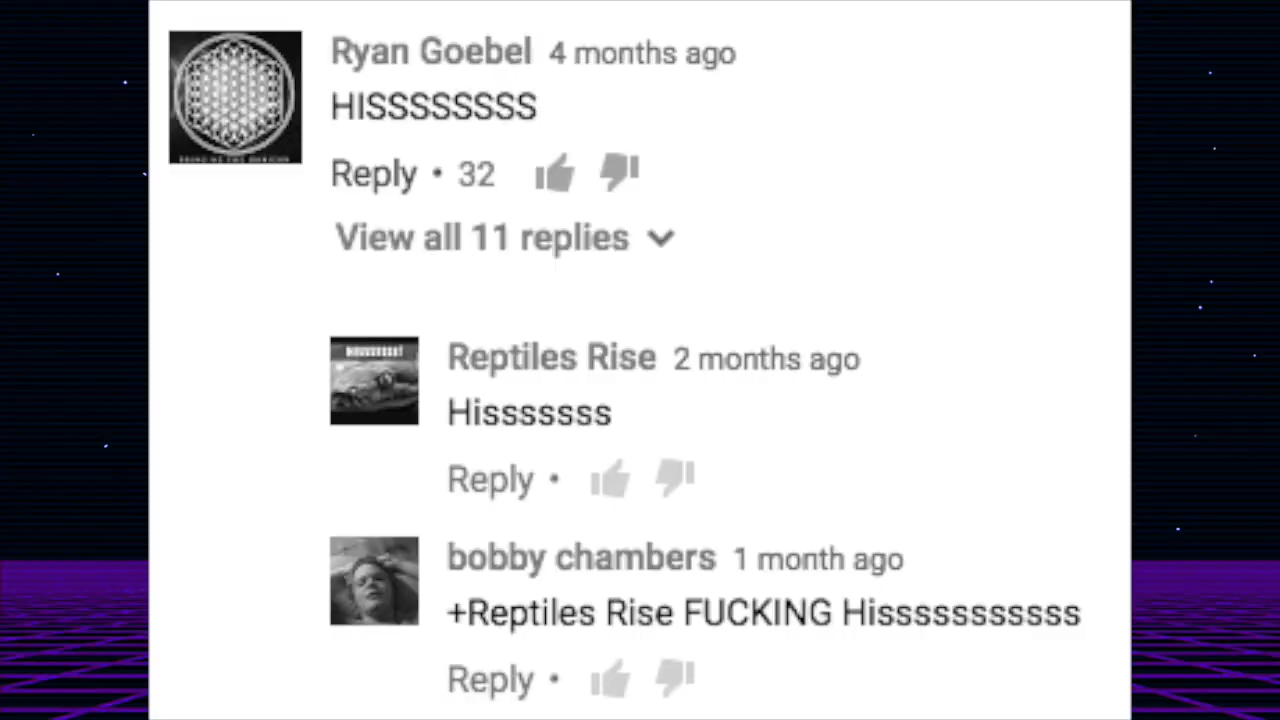 Ryan Goebel 4 months ago
HISSSSSSSS
Reply • 32
View all 11 replies
Reptiles Rise 2 months ago
Hisssssss
Reply •
bobby chambers 1 month ago
+Reptiles Rise FUCKING Hissssssssssss
Reply •